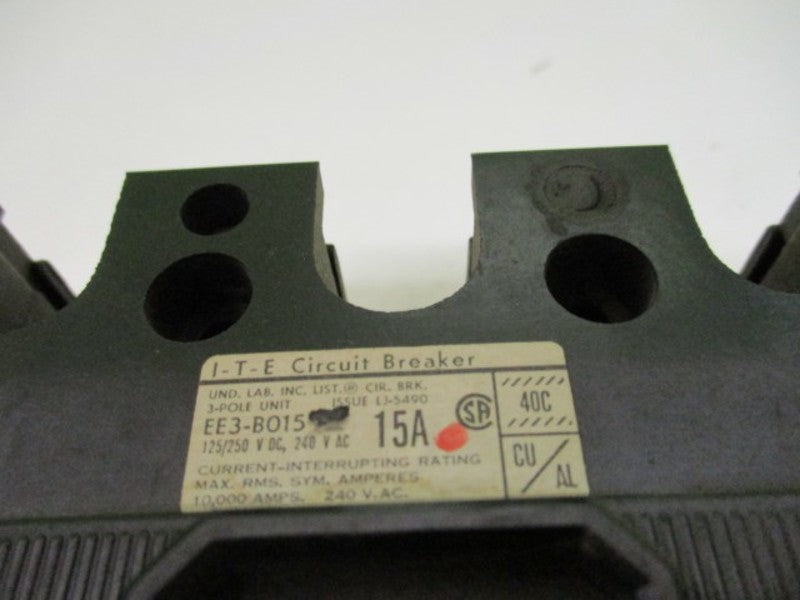 I-T-E Circuit Breaker
UND. LAB. INC. LIST. CIR. BRK.
3-POLE UNIT ISSUE LJ-5490
EE3-B015
125/250 V DC, 240 V AC 15A
CURRENT-INTERRUPTING RATING
MAX. RMS. SYM. AMPERES
10,000 AMPS. 240 V.AC.
SA
40C
CU/AL